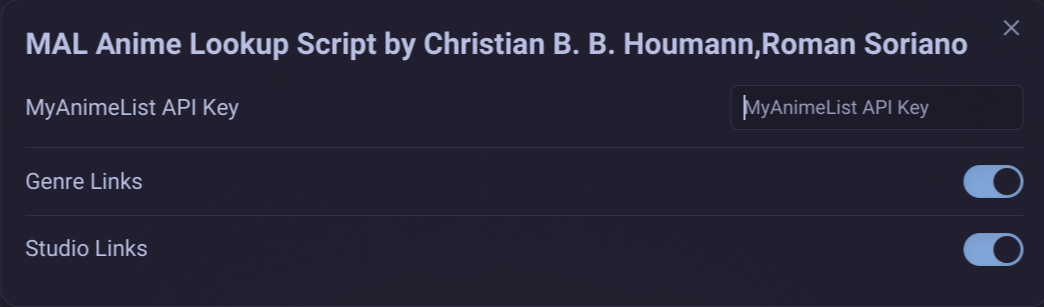 MAL Anime Lookup Script by Christian B. B. Houmann,Roman Soriano
MyAnimeList API Key
MyAnimeList API Key
Genre Links
Studio Links